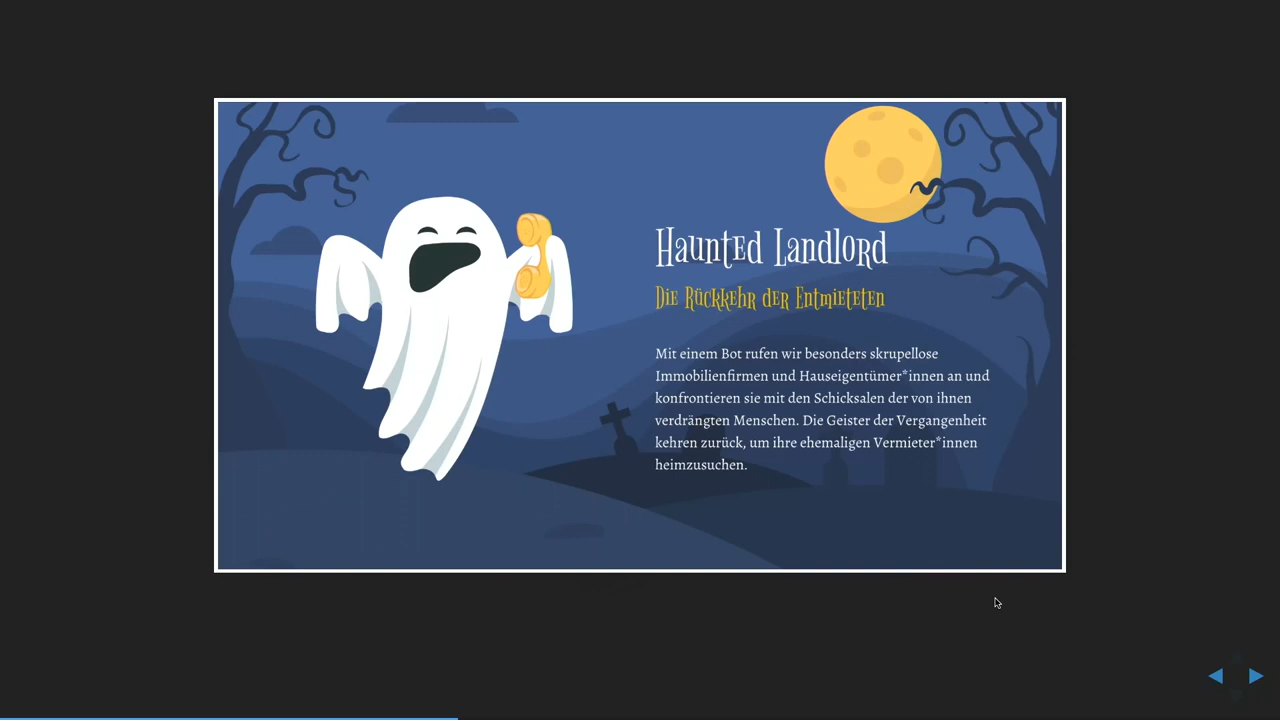 Haunted Landlord
Die Rückkehr der Entmieteten
Mit einem Bot rufen wir besonders skrupellose
Immobilienfirmen und Hauseigentümer*innen an und
konfrontieren sie mit den Schicksalen der von ihnen
verdrängten Menschen. Die Geister der Vergangenheit
kehren zurück, um ihre ehemaligen Vermieter*innen
heimzusuchen.